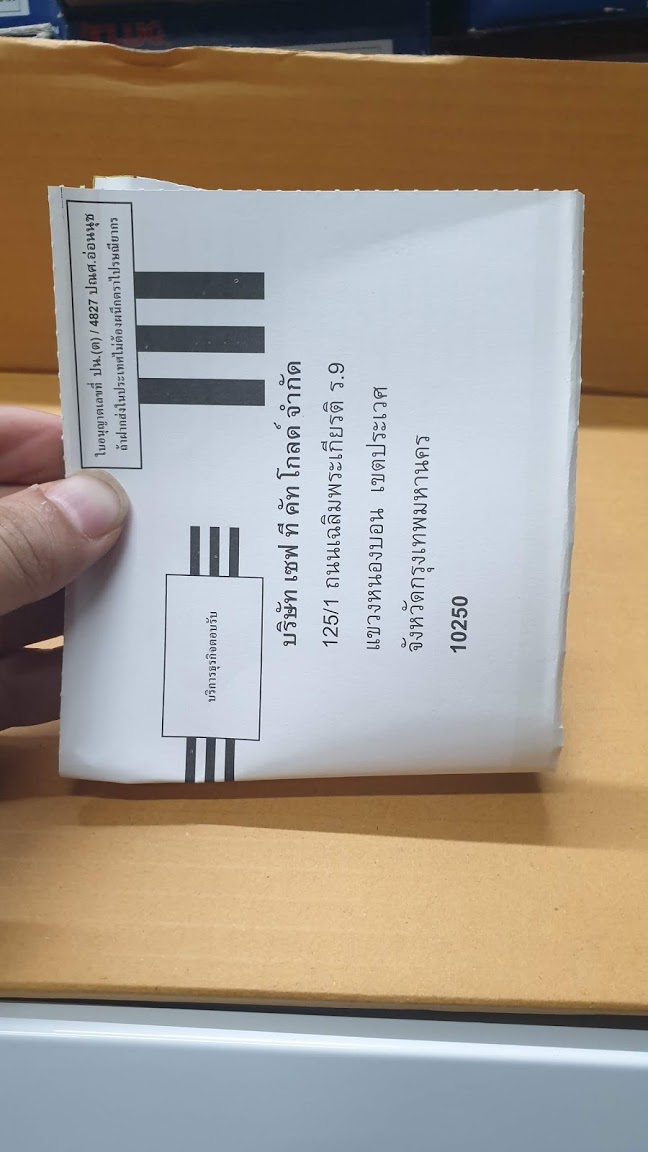 ใบอนุญาตเลขที่ ปน.(ต) / 4827 ปณศ.อ่อนนุช
ถ้าฝากส่งในประเทศไม่ต้องผนึกตราไปรษณียากร
บริการธุรกิจตอบรับ
บริษัท เซฟ ที คัท โกลด์ จำกัด
125/1 ถนนเฉลิมพระเกียรติ ร.9
แขวงหนองบอน เขตประเวศ
จังหวัดกรุงเทพมหานคร
10250